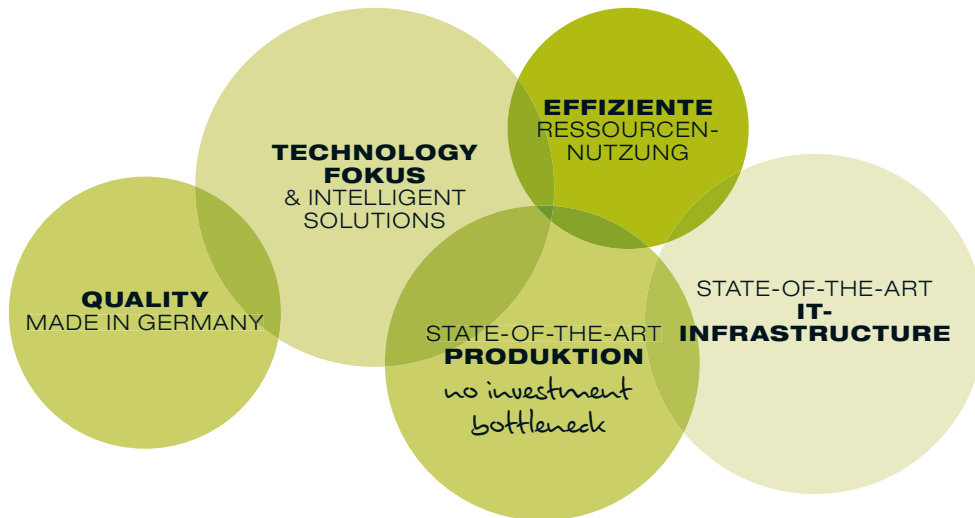 EFFIZIENTE
RESSOURCEN-
NUTZUNG
TECHNOLOGY
FOKUS
& INTELLIGENT
SOLUTIONS
QUALITY
MADE IN GERMANY
STATE-OF-THE-ART
PRODUKTION
no investment
bottleneck
STATE-OF-THE-ART
IT-
INFRASTRUCTURE